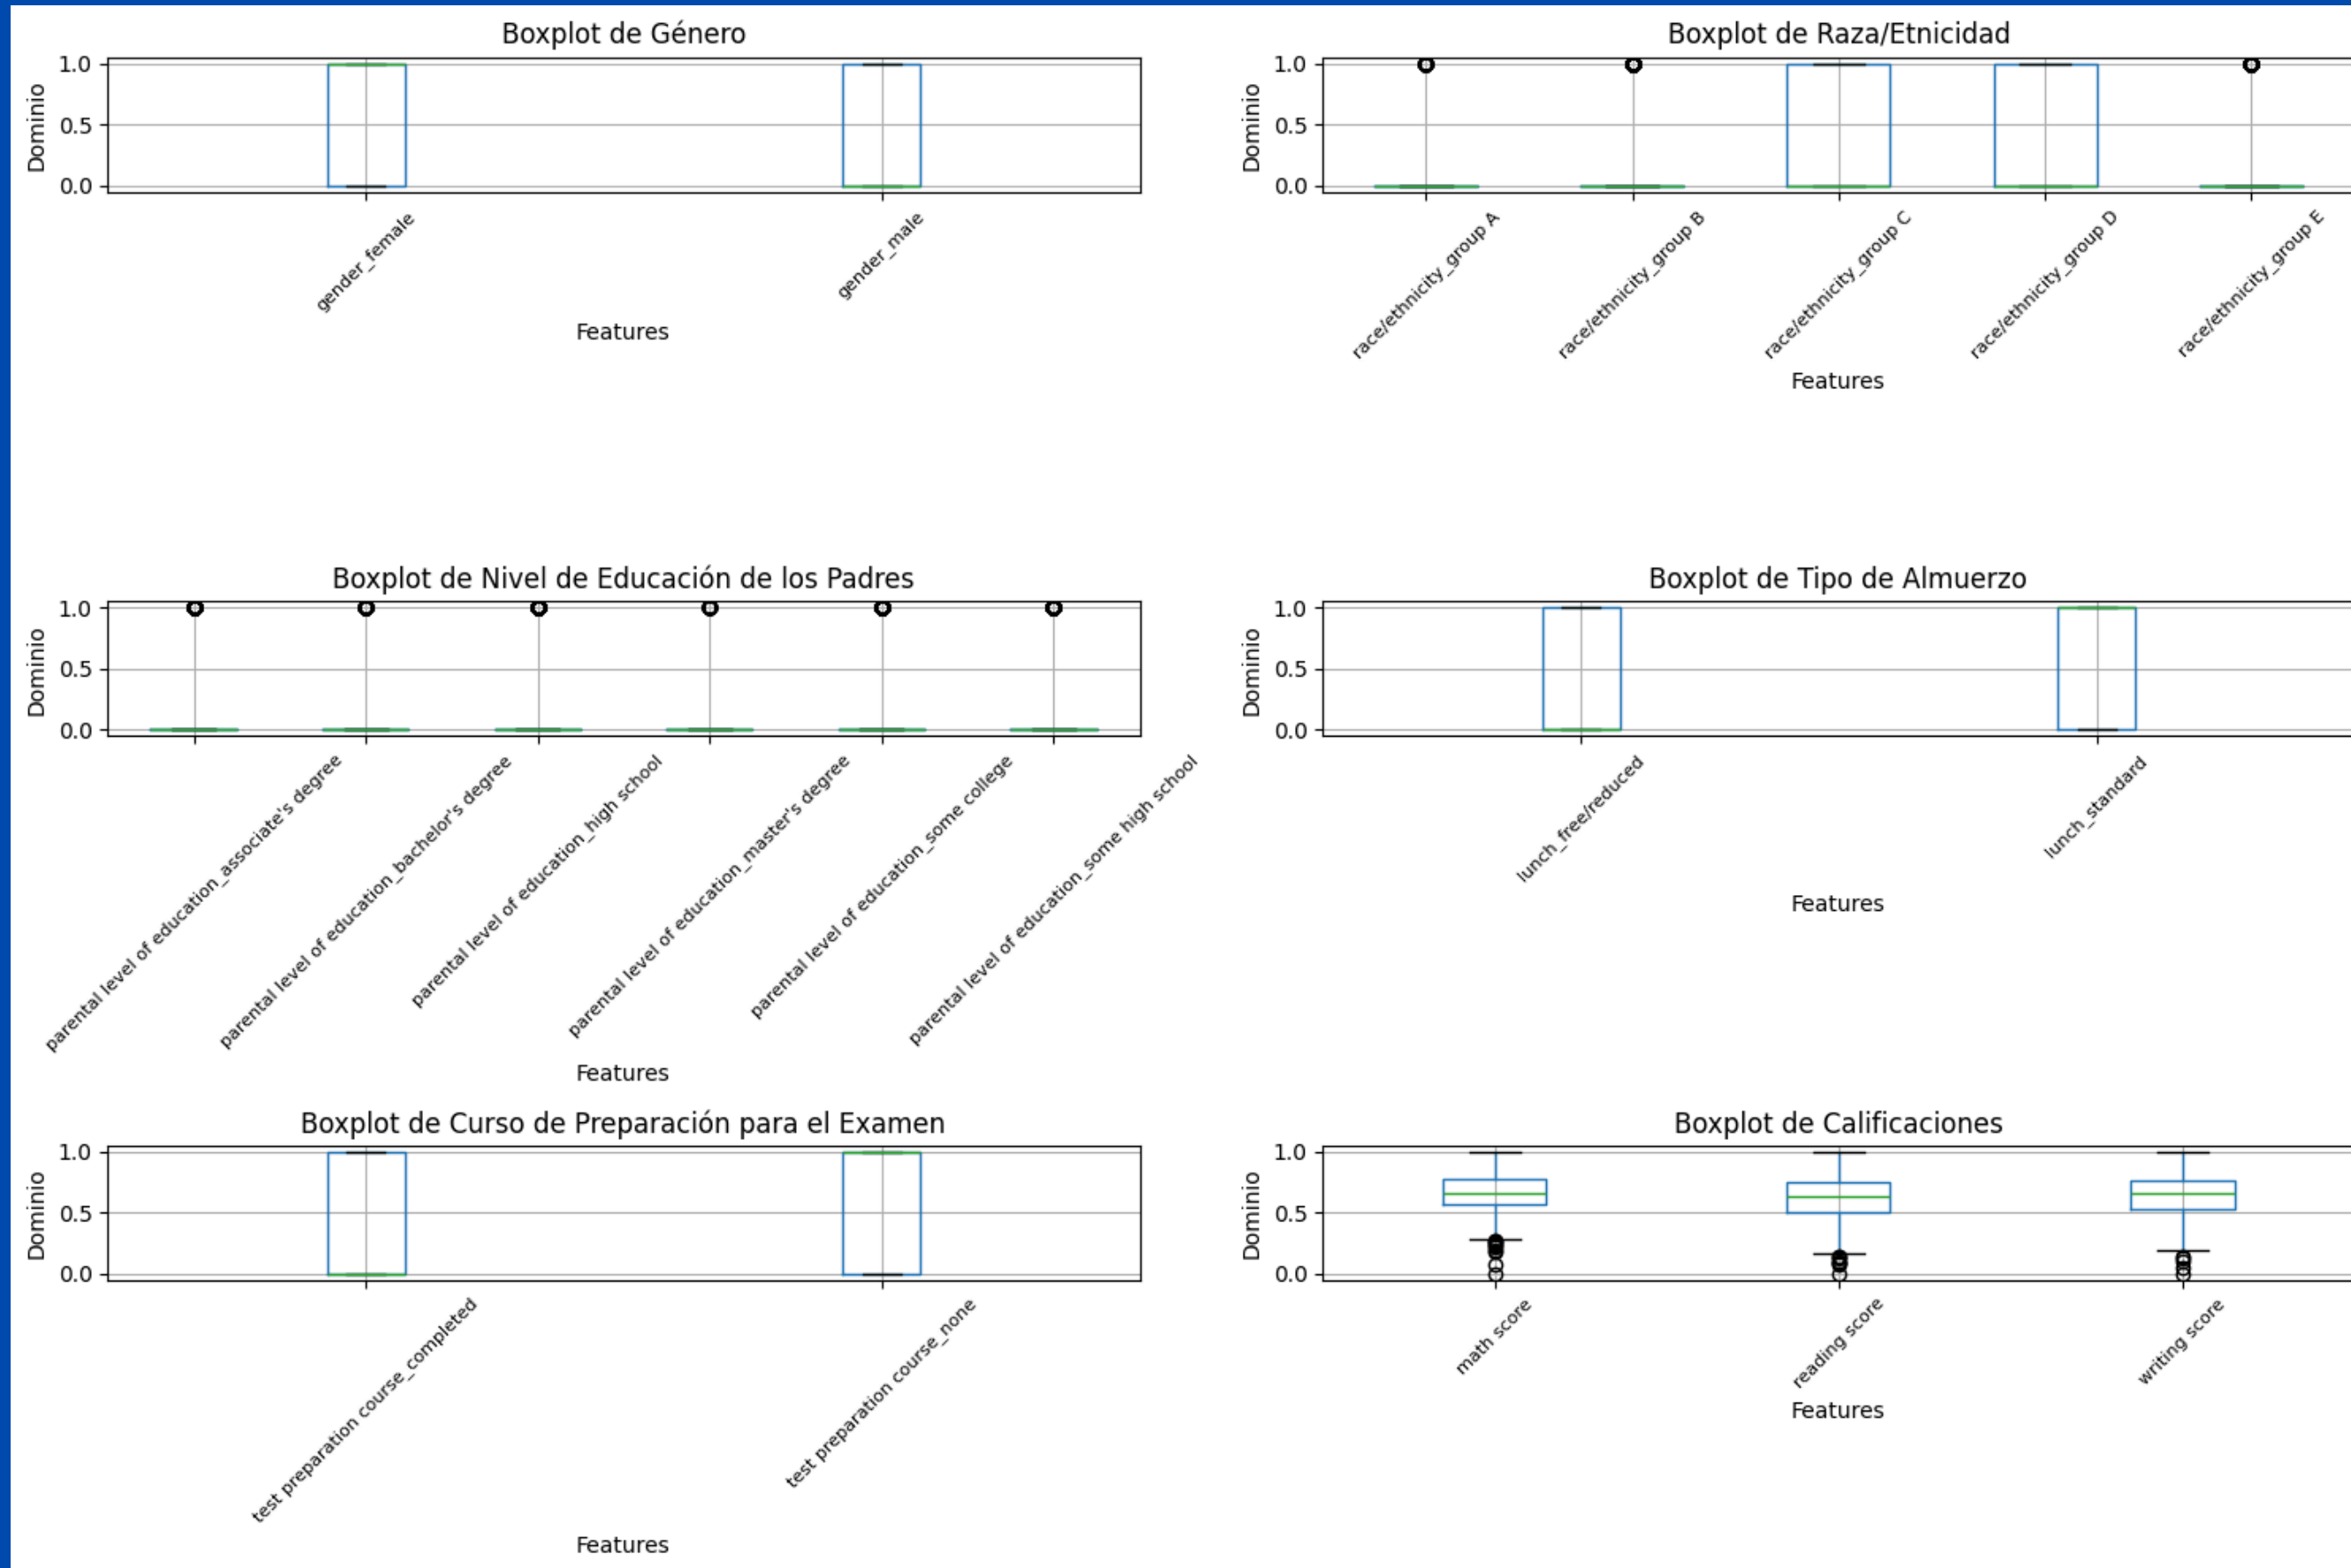 Boxplot de Género
1.0
0.5
0.0
Dominio
gender_female
gender_male
Features
Boxplot de Raza/Etnicidad
1.0
0.5
0.0
Dominio
race/ethnicity_group A
race/ethnicity_group B
race/ethnicity_group C
race/ethnicity_group D
race/ethnicity_group E
Features
Boxplot de Nivel de Educación de los Padres
1.0
0.5
0.0
Dominio
parental level of education_associate's degree
parental level of education_bachelor's degree
parental level of education_high school
parental level of education_master's degree
parental level of education_some college
parental level of education_some high school
Features
Boxplot de Tipo de Almuerzo
1.0
0.5
0.0
Dominio
lunch_free/reduced
lunch_standard
Features
Boxplot de Curso de Preparación para el Examen
1.0
0.5
0.0
Dominio
test preparation course_completed
test preparation course_none
Features
Boxplot de Calificaciones
1.0
0.5
0.0
Dominio
math score
reading score
writing score
Features